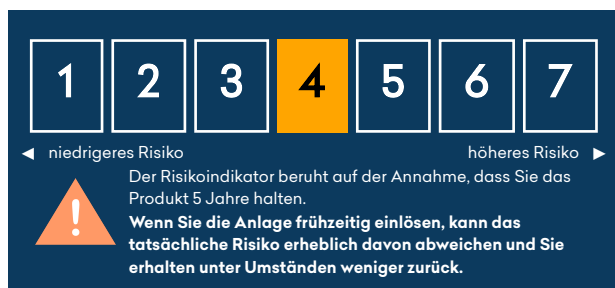 1 2 3 4 5 6 7
◄ niedrigeres Risiko höheres Risiko ►
Der Risikoindikator beruht auf der Annahme, dass Sie das
Produkt 5 Jahre halten.
Wenn Sie die Anlage frühzeitig einlösen, kann das
tatsächliche Risiko erheblich davon abweichen und Sie
erhalten unter Umständen weniger zurück.
!